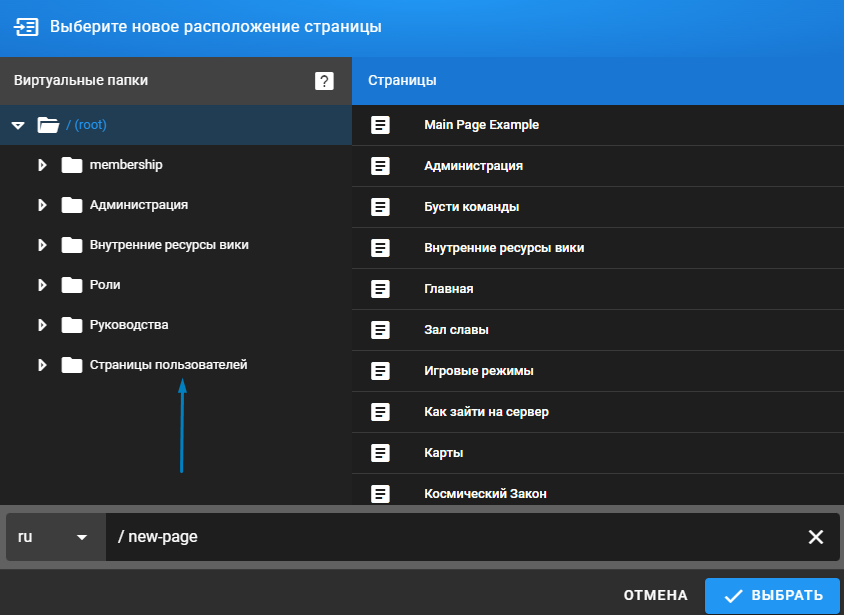 Выберите новое расположение страницы
Виртуальные папки
?
Страницы
/ (root)
membership
Администрация
Внутренние ресурсы вики
Роли
Руководства
Страницы пользователей
Main Page Example
Администрация
Бусти команды
Внутренние ресурсы вики
Главная
Зал славы
Игровые режимы
Как зайти на сервер
Карты
Космический Закон
ru
/ new-page
ОТМЕНА
ВЫБРАТЬ